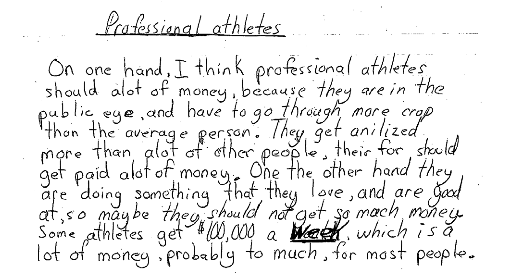 Professional athletes
On one hand, I think professional athletes
should alot of money, because they are in the
public eye, and have to go through more crap
than the average person. They get anilized
more than alot of other people, their for should
get paid alot of money. One the other hand they
are doing something that they love, and are good
at, so maybe they should not get so mach money.
Some athletes get $100,000 a week, which is a
lot of money, probably to much, for most people.